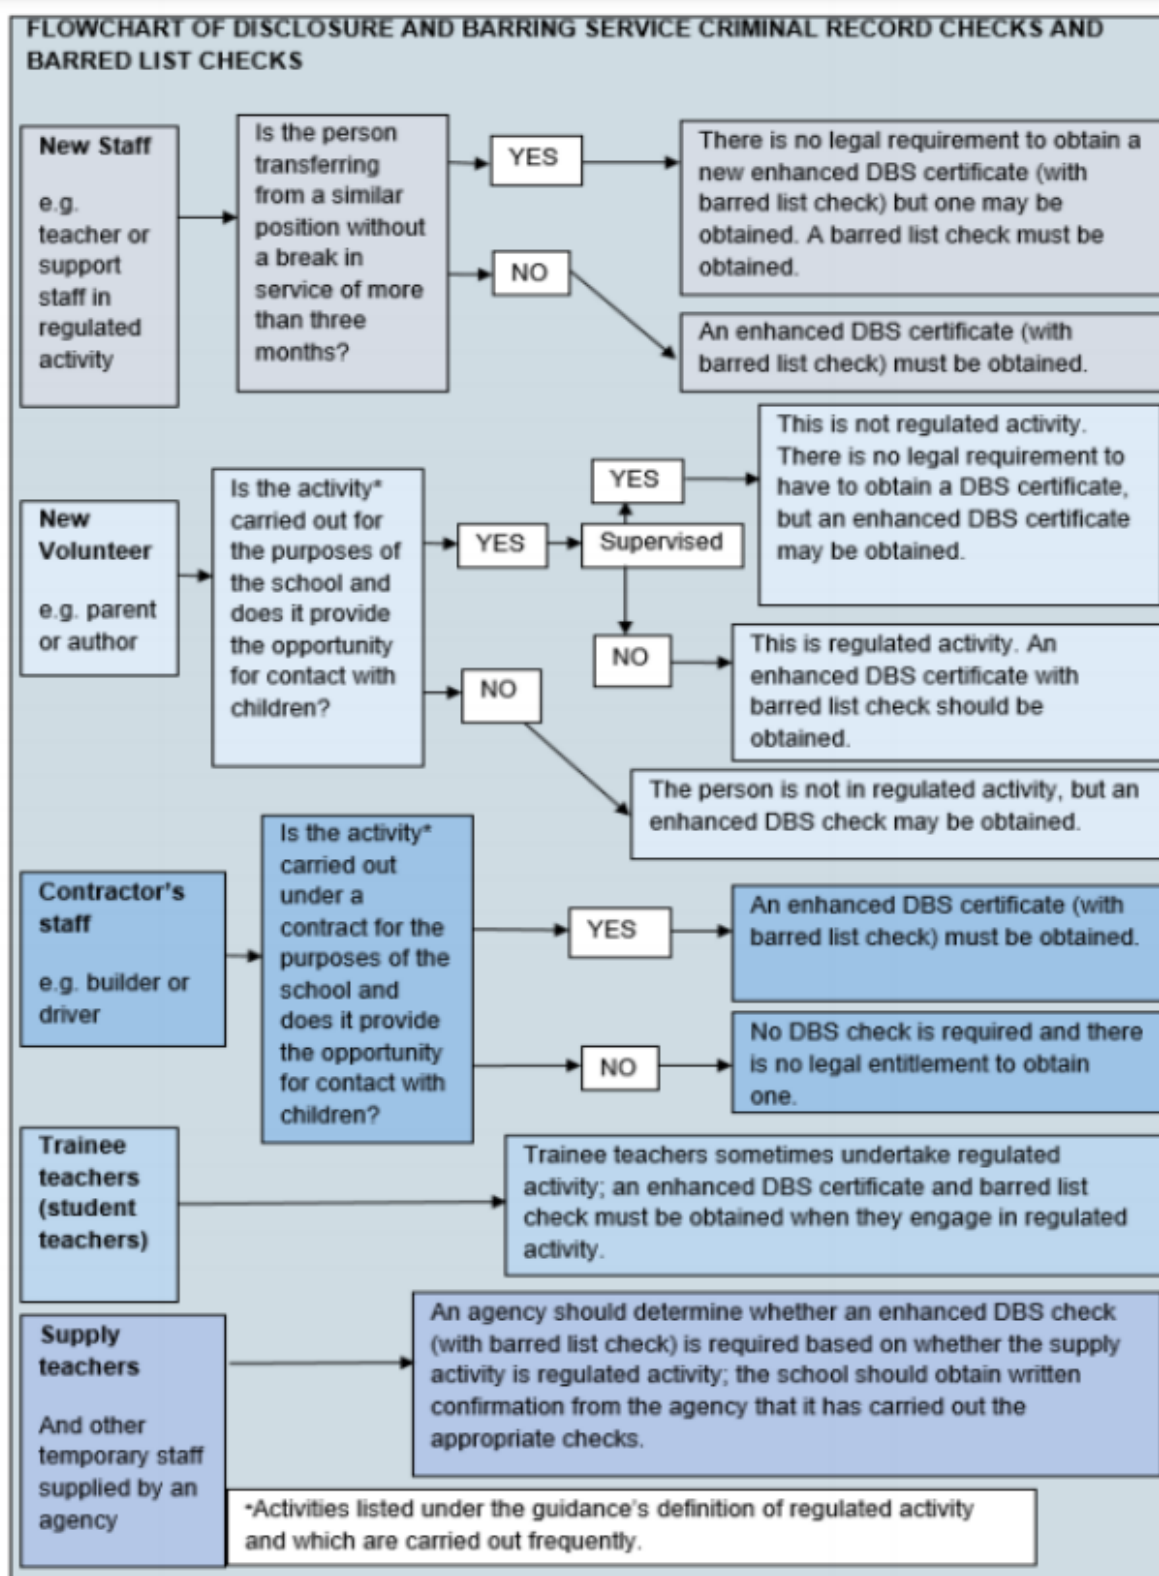 FLOWCHART OF DISCLOSURE AND BARRING SERVICE CRIMINAL RECORD CHECKS AND
BARRED LIST CHECKS
New Staff
e.g.
teacher or
support
staff in
regulated
activity
Is the person
transferring
from a similar
position without
a break in
service of more
than three
months?
YES
There is no legal requirement to obtain a
new enhanced DBS certificate (with
barred list check) but one may be
obtained. A barred list check must be
obtained.
NO
An enhanced DBS certificate (with
barred list check) must be obtained.
New
Volunteer
e.g. parent
or author
Is the activity*
carried out for
the purposes of
the school and
does it provide
the opportunity
for contact with
children?
YES
Supervised
YES
This is not regulated activity.
There is no legal requirement to
have to obtain a DBS certificate,
but an enhanced DBS certificate
may be obtained.
NO
This is regulated activity. An
enhanced DBS certificate with
barred list check should be
obtained.
NO
The person is not in regulated activity, but an
enhanced DBS check may be obtained.
Contractor's
staff
e.g. builder or
driver
Is the activity*
carried out
under a
contract for the
purposes of the
school and
does it provide
the opportunity
for contact with
children?
YES
An enhanced DBS certificate (with
barred list check) must be obtained.
NO
No DBS check is required and there
is no legal entitlement to obtain
one.
Trainee
teachers
(student
teachers)
Trainee teachers sometimes undertake regulated
activity; an enhanced DBS certificate and barred list
check must be obtained when they engage in regulated
activity.
Supply
teachers
And other
temporary staff
supplied by an
agency
An agency should determine whether an enhanced DBS check
(with barred list check) is required based on whether the supply
activity is regulated activity; the school should obtain written
confirmation from the agency that it has carried out the
appropriate checks.
*Activities listed under the guidance's definition of regulated activity
and which are carried out frequently.